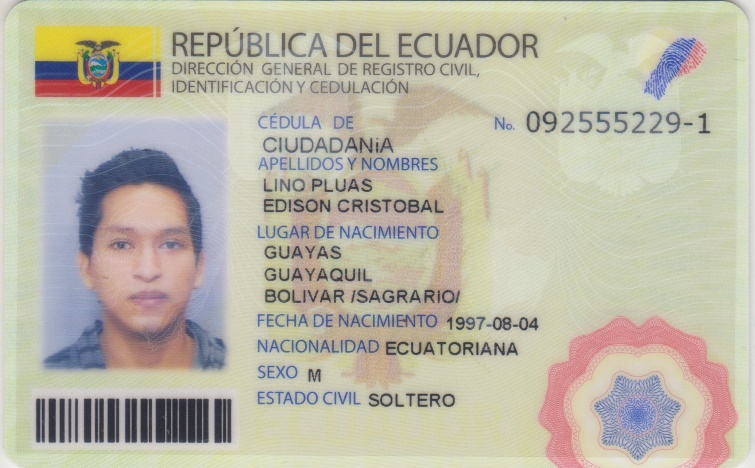 REPÚBLICA DEL ECUADOR
DIRECCIÓN GENERAL DE REGISTRO CIVIL,
IDENTIFICACIÓN Y CEDULACIÓN
CÉDULA DE No. 092555229-1
CIUDADANiA
APELLIDOS Y NOMBRES
LINO PLUAS
EDISON CRISTOBAL
LUGAR DE NACIMIENTO
GUAYAS
GUAYAQUIL
BOLIVAR /SAGRARIO/
FECHA DE NACIMIENTO 1997-08-04
NACIONALIDAD ECUATORIANA
SEXO M
ESTADO CIVIL SOLTERO